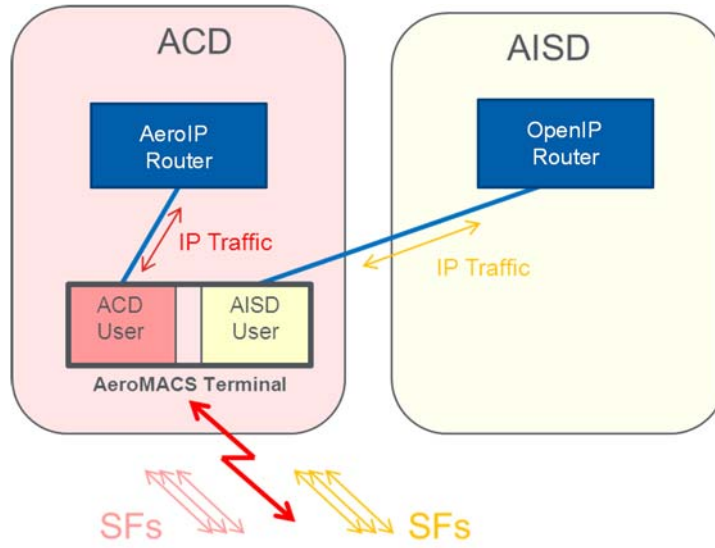 ACD
AISD
AeroIP
Router
OpenIP
Router
IP Traffic
IP Traffic
ACD
User
AISD
User
AeroMACS Terminal
SFs
SFs